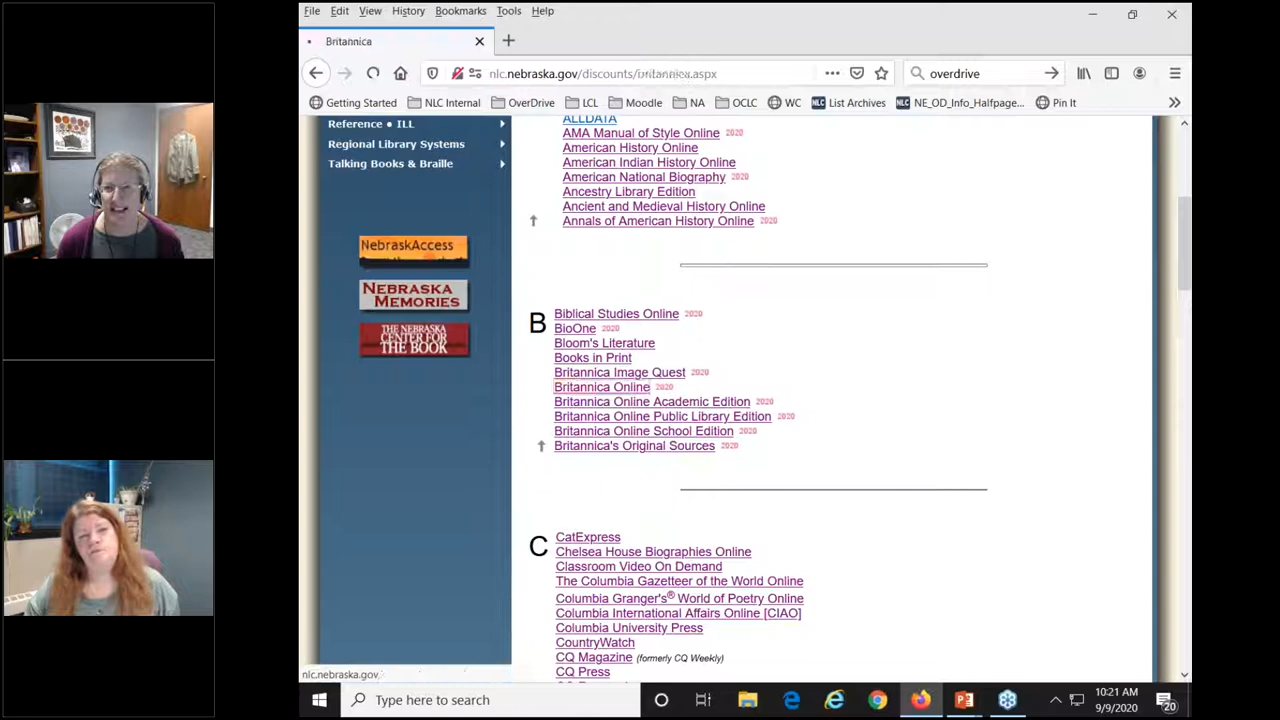 File Edit View History Bookmarks Tools Help
Britannica
nlc.nebraska.gov/discounts/britannica.aspx
overdrive
Getting Started NLC Internal OverDrive LCL Moodle NA OCLC WC List Archives NE_OD_Info_Halfpage... Pin It
Reference • ILL
Regional Library Systems
Talking Books & Braille
NebraskAccess
NEBRASKA
MEMORIES
THE NEBRASKA
CENTER FOR
THE BOOK
ALLDATA
AMA Manual of Style Online 2020
American History Online
American Indian History Online
American National Biography 2020
Ancestry Library Edition
Ancient and Medieval History Online
Annals of American History Online 2020
B
Biblical Studies Online 2020
BioOne 2020
Bloom's Literature
Books in Print
Britannica Image Quest 2020
Britannica Online 2020
Britannica Online Academic Edition 2020
Britannica Online Public Library Edition 2020
Britannica Online School Edition 2020
Britannica's Original Sources 2020
C
CatExpress
Chelsea House Biographies Online
Classroom Video On Demand
The Columbia Gazetteer of the World Online
Columbia Granger's® World of Poetry Online
Columbia International Affairs Online [CIAO]
Columbia University Press
CountryWatch
CQ Magazine (formerly CQ Weekly)
CQ Press
nlc.nebraska.gov
Type here to search
10:21 AM
9/9/2020
20